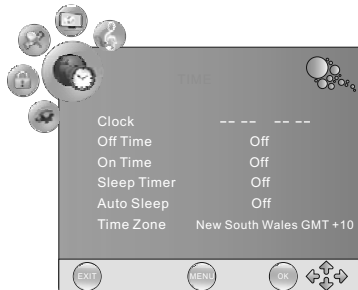 TIME
Clock -- -- -- --
Off Time Off
On Time Off
Sleep Timer Off
Auto Sleep Off
Time Zone New South Wales GMT +10
EXIT MENU OK